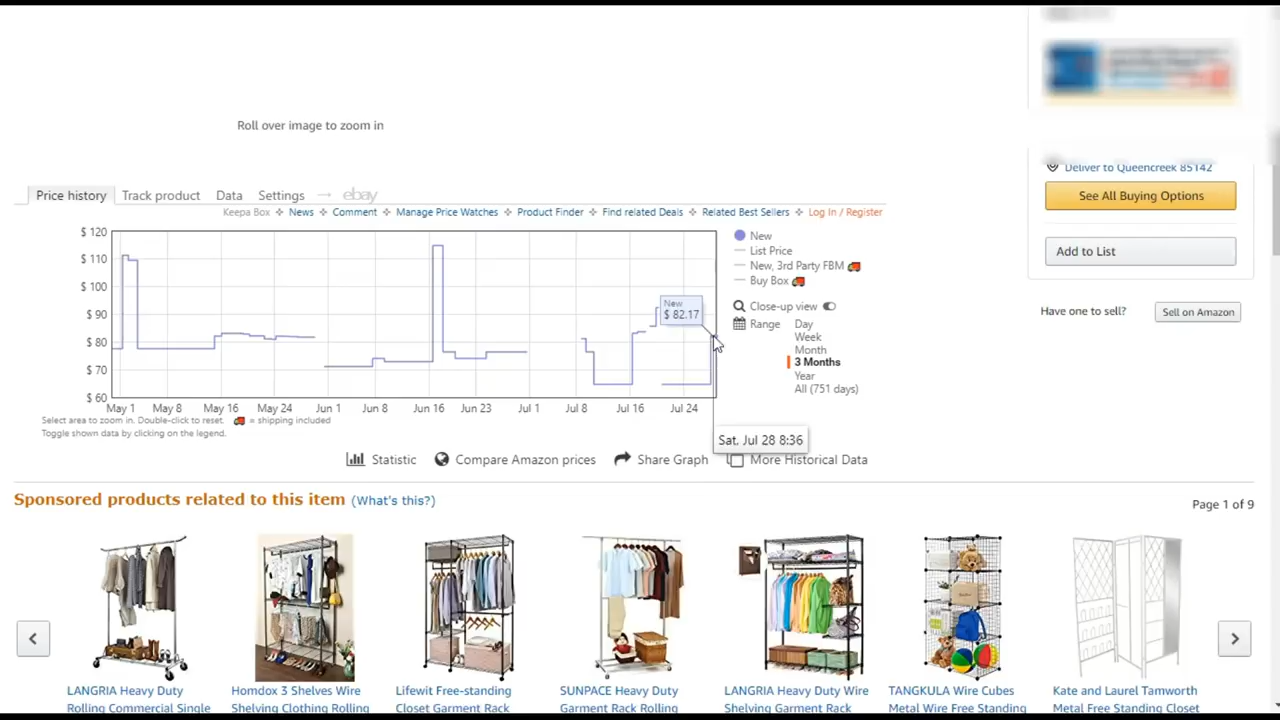 Roll over image to zoom in
Deliver to Queencreek 85142
See All Buying Options
Add to List
Have one to sell?
Sell on Amazon
Price history
Track product
Data
Settings
→
ebay
Keepa Box
News
Comment
Manage Price Watches
Product Finder
Find related Deals
Related Best Sellers
Log In / Register
$ 120
$ 110
$ 100
$ 90
$ 80
$ 70
$ 60
New
$ 82.17
May 1
May 8
May 16
May 24
Jun 1
Jun 8
Jun 16
Jun 23
Jul 1
Jul 8
Jul 16
Jul 24
Sat, Jul 28 8:36
New
List Price
New, 3rd Party FBM
Buy Box
Close-up view
Range
Day
Week
Month
3 Months
Year
All (751 days)
Select area to zoom in. Double-click to reset.
= shipping included
Toggle shown data by clicking on the legend.
Statistic
Compare Amazon prices
Share Graph
More Historical Data
Sponsored products related to this item (What's this?)
Page 1 of 9
LANGRIA Heavy Duty
Rolling Commercial Single
Homdox 3 Shelves Wire
Shelving Clothing Rolling
Lifewit Free-standing
Closet Garment Rack
SUNPACE Heavy Duty
Garment Rack Rolling
LANGRIA Heavy Duty Wire
Shelving Garment Rack
TANGKULA Wire Cubes
Metal Wire Free Standing
Kate and Laurel Tamworth
Metal Free Standing Closet